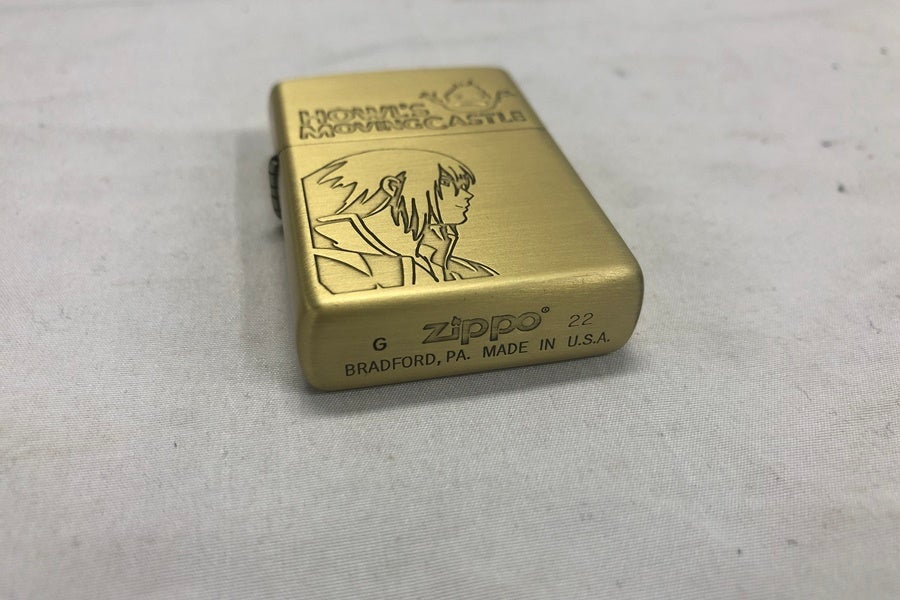 HOWL'S
MOVING CASTLE
G zippo® 22
BRADFORD, PA. MADE IN U.S.A.